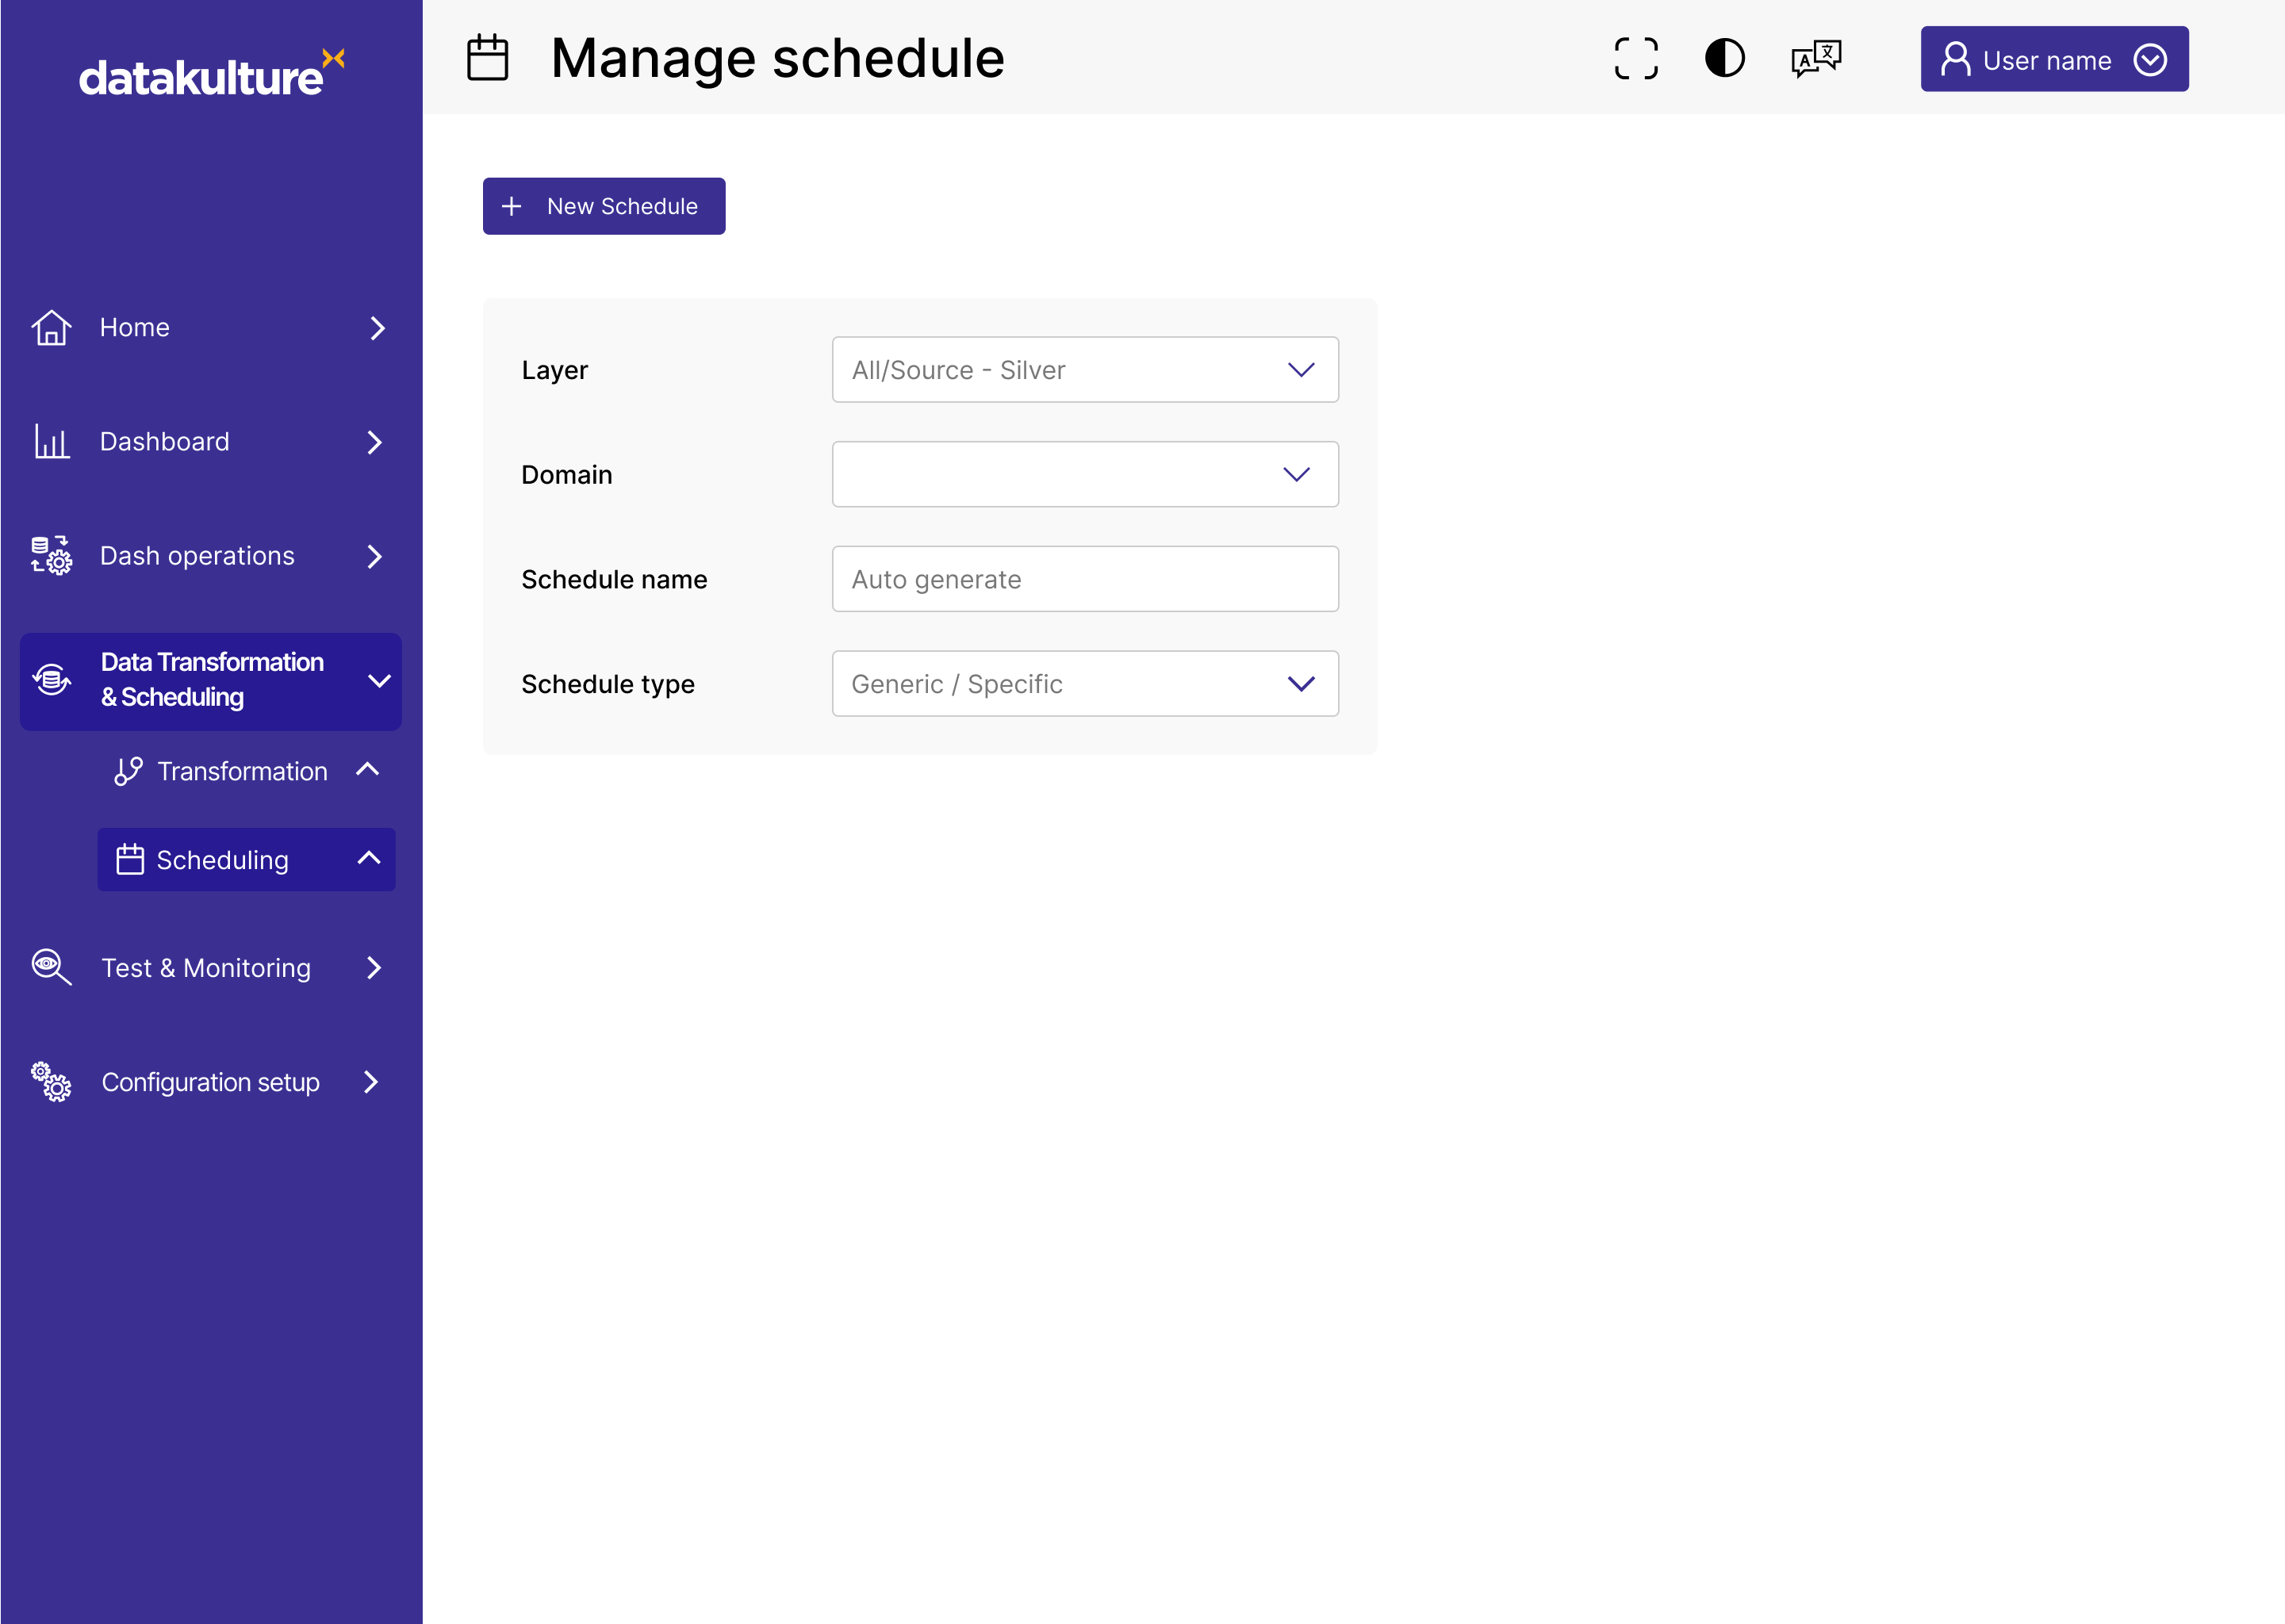 datakulture
Manage schedule
A 文
User name
New Schedule
Home
Dashboard
Dash operations
Data Transformation
& Scheduling
Transformation
Scheduling
Test & Monitoring
Configuration setup
Layer
All/Source - Silver
Domain
Schedule name
Auto generate
Schedule type
Generic / Specific